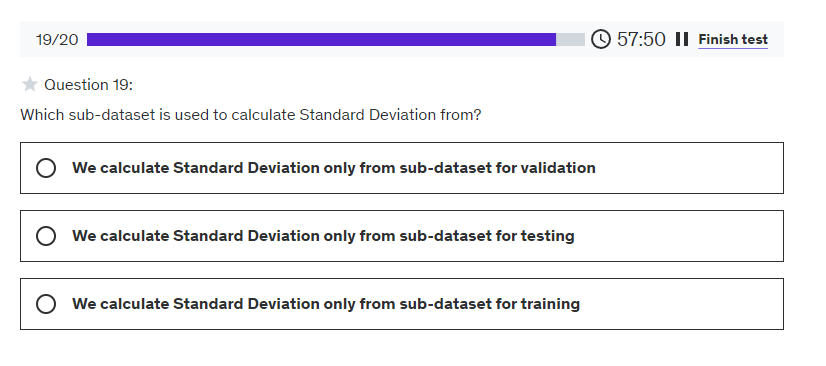 19/20 57:50 Finish test
Question 19:
Which sub-dataset is used to calculate Standard Deviation from?
We calculate Standard Deviation only from sub-dataset for validation
We calculate Standard Deviation only from sub-dataset for testing
We calculate Standard Deviation only from sub-dataset for training